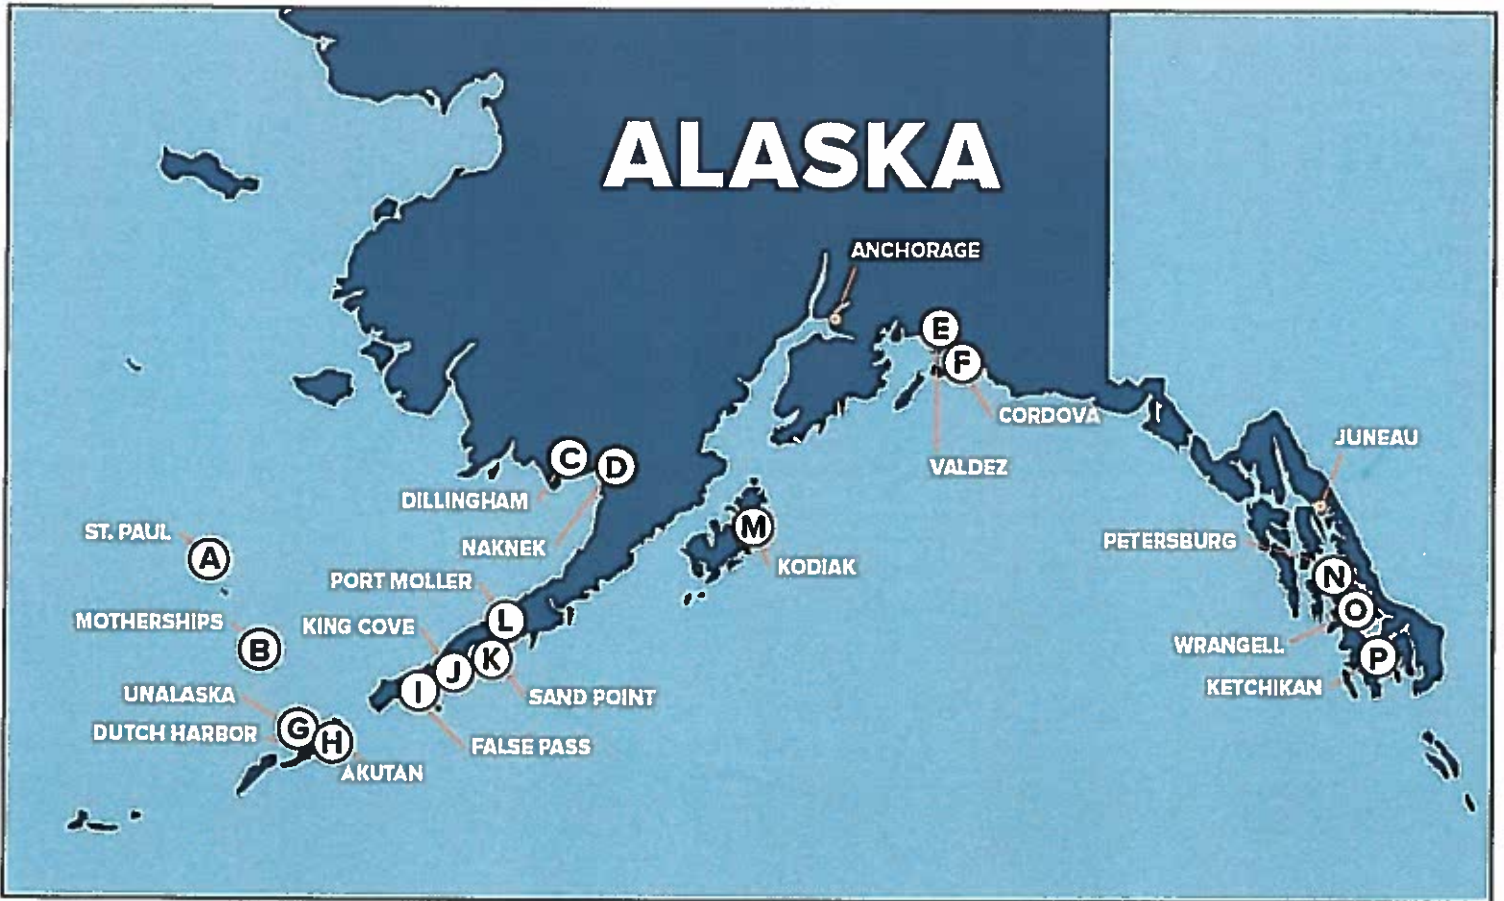 ALASKA
ANCHORAGE
E
F
CORDOVA
VALDEZ
JUNEAU
C
D
DILLINGHAM
NAKNEK
ST. PAUL
A
M
KODIAK
PETERSBURG
N
PORT MOLLER
L
MOTHERSHIPS
B
KING COVE
O
WRANGELL
J
K
P
KETCHIKAN
I
SAND POINT
UNALASKA
DUTCH HARBOR
G
H
FALSE PASS
AKUTAN